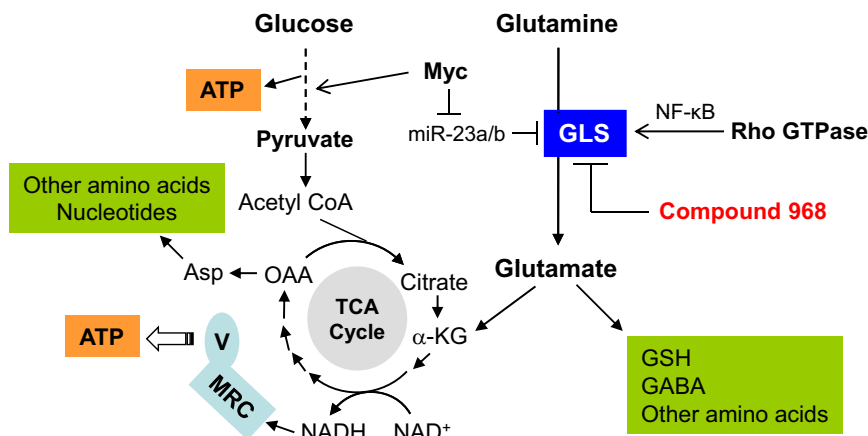 Glucose
Glutamine
ATP
Myc
NF-κB
miR-23a/b
GLS
Rho GTPase
Pyruvate
Other amino acids
Nucleotides
Acetyl CoA
Compound 968
Asp
OAA
Citrate
Glutamate
TCA
Cycle
ATP
V
α-KG
MRC
GSH
GABA
Other amino acids
NADH
NAD⁺